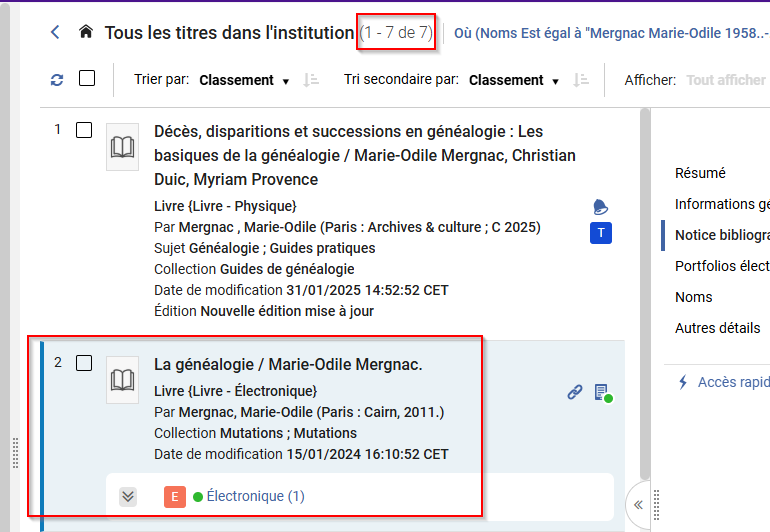 Tous les titres dans l'institution (1 - 7 de 7) Où (Noms Est égal à "Mergnac Marie-Odile 1958..-
Trier par: Classement Tri secondaire par: Classement Afficher: Tout afficher
1 Décès, disparitions et successions en généalogie : Les
basiques de la généalogie / Marie-Odile Mergnac, Christian
Duic, Myriam Provence
Livre {Livre - Physique}
Par Mergnac , Marie-Odile (Paris : Archives & culture ; C 2025)
T
Sujet Généalogie ; Guides pratiques
Collection Guides de généalogie
Date de modification 31/01/2025 14:52:52 CET
Édition Nouvelle édition mise à jour
2 La généalogie / Marie-Odile Mergnac.
Livre {Livre - Électronique}
Par Mergnac, Marie-Odile (Paris : Cairn, 2011.)
Collection Mutations ; Mutations
Date de modification 15/01/2024 16:10:52 CET
E Électronique (1)
Résumé
Informations gé
Notice bibliogra
Portfolios élect
Noms
Autres détails
Accès rapid